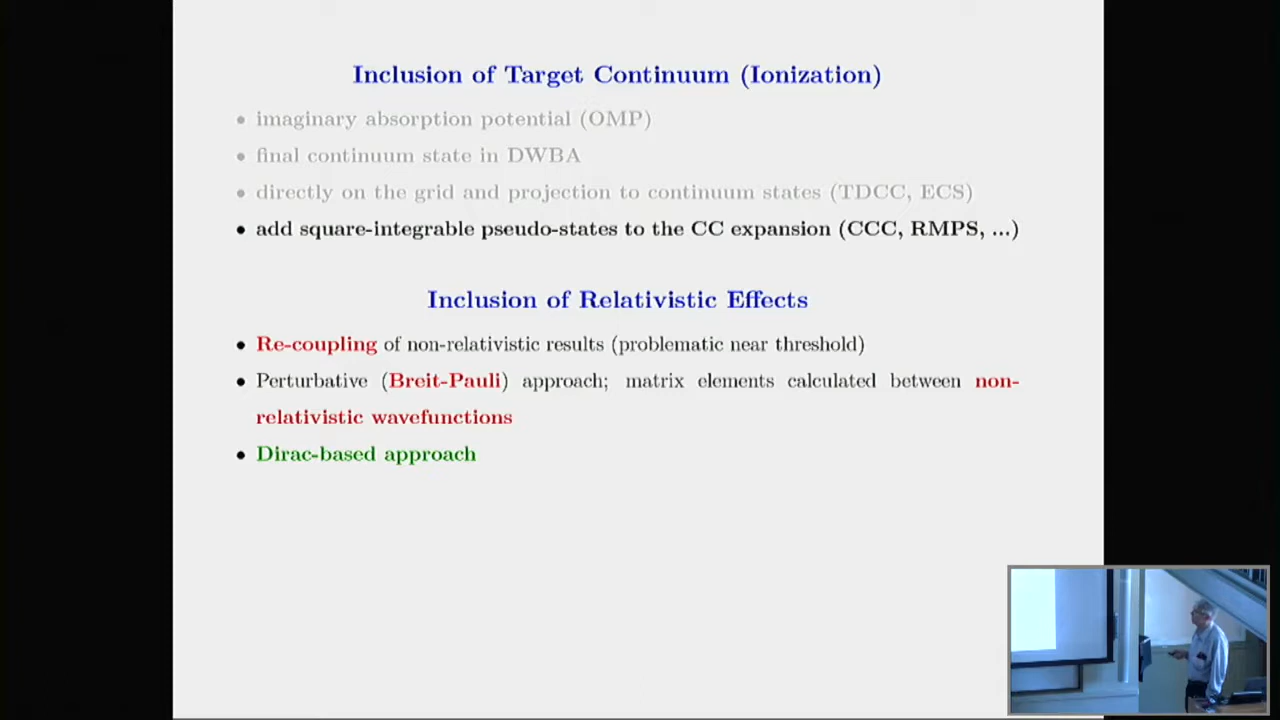 Inclusion of Target Continuum (Ionization)
• imaginary absorption potential (OMP)
• final continuum state in DWBA
• directly on the grid and projection to continuum states (TDCC, ECS)
• add square-integrable pseudo-states to the CC expansion (CCC, RMPS, ...)
Inclusion of Relativistic Effects
• Re-coupling of non-relativistic results (problematic near threshold)
• Perturbative (Breit-Pauli) approach; matrix elements calculated between non-
relativistic wavefunctions
• Dirac-based approach